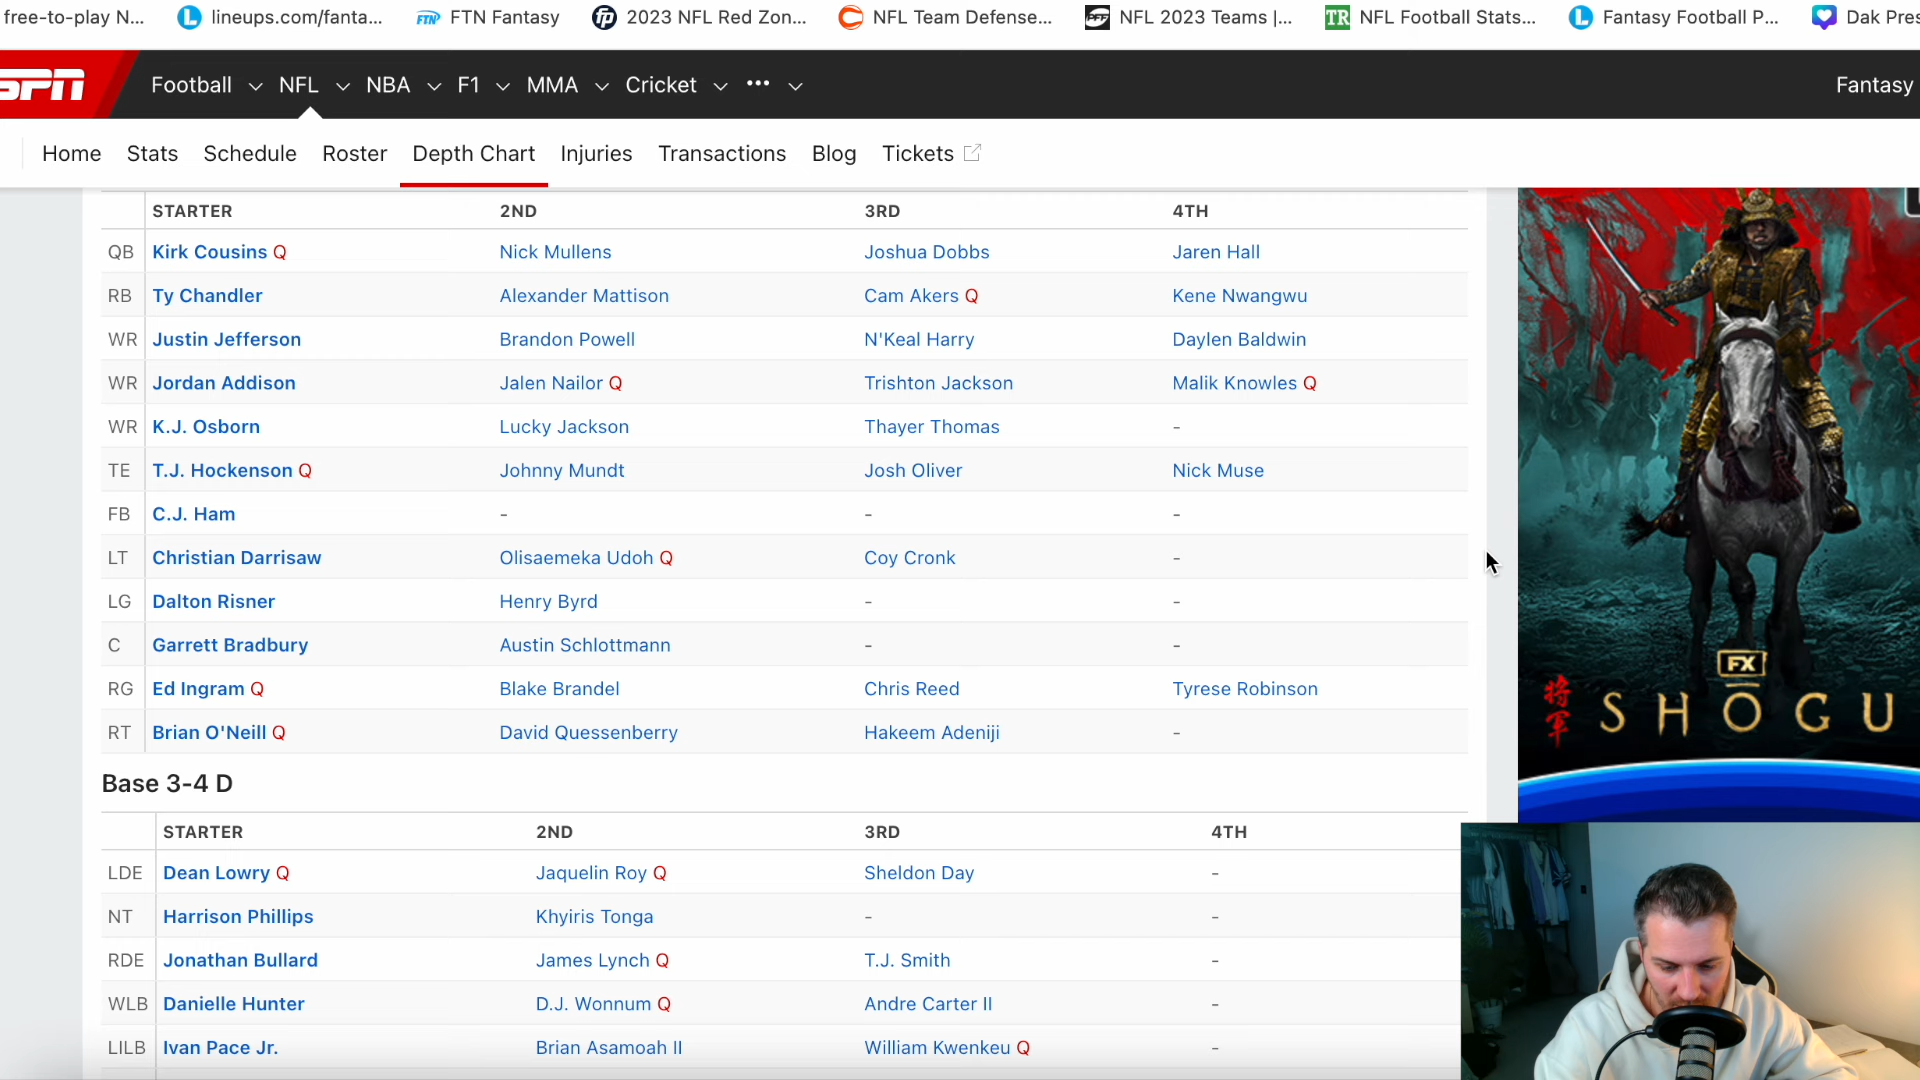 free-to-play N... lineups.com/fanta... FTN FTN Fantasy fp 2023 NFL Red Zon... NFL Team Defense... PFF NFL 2023 Teams |... TR NFL Football Stats... L Fantasy Football P... Dak Pres
ESPN Football NFL NBA F1 MMA Cricket ••• Fantasy
Home Stats Schedule Roster Depth Chart Injuries Transactions Blog Tickets
STARTER 2ND 3RD 4TH
QB Kirk Cousins Q Nick Mullens Joshua Dobbs Jaren Hall
RB Ty Chandler Alexander Mattison Cam Akers Q Kene Nwangwu
WR Justin Jefferson Brandon Powell N'Keal Harry Daylen Baldwin
WR Jordan Addison Jalen Nailor Q Trishton Jackson Malik Knowles Q
WR K.J. Osborn Lucky Jackson Thayer Thomas -
TE T.J. Hockenson Q Johnny Mundt Josh Oliver Nick Muse
FB C.J. Ham - - -
LT Christian Darrisaw Olisaemeka Udoh Q Coy Cronk -
LG Dalton Risner Henry Byrd - -
C Garrett Bradbury Austin Schlottmann - -
RG Ed Ingram Q Blake Brandel Chris Reed Tyrese Robinson
RT Brian O'Neill Q David Quessenberry Hakeem Adeniji -
Base 3-4 D
STARTER 2ND 3RD 4TH
LDE Dean Lowry Q Jaquelin Roy Q Sheldon Day -
NT Harrison Phillips Khyiris Tonga - -
RDE Jonathan Bullard James Lynch Q T.J. Smith -
WLB Danielle Hunter D.J. Wonnum Q Andre Carter II -
LILB Ivan Pace Jr. Brian Asamoah II William Kwenkeu Q -
FX
将軍 SHŌGU